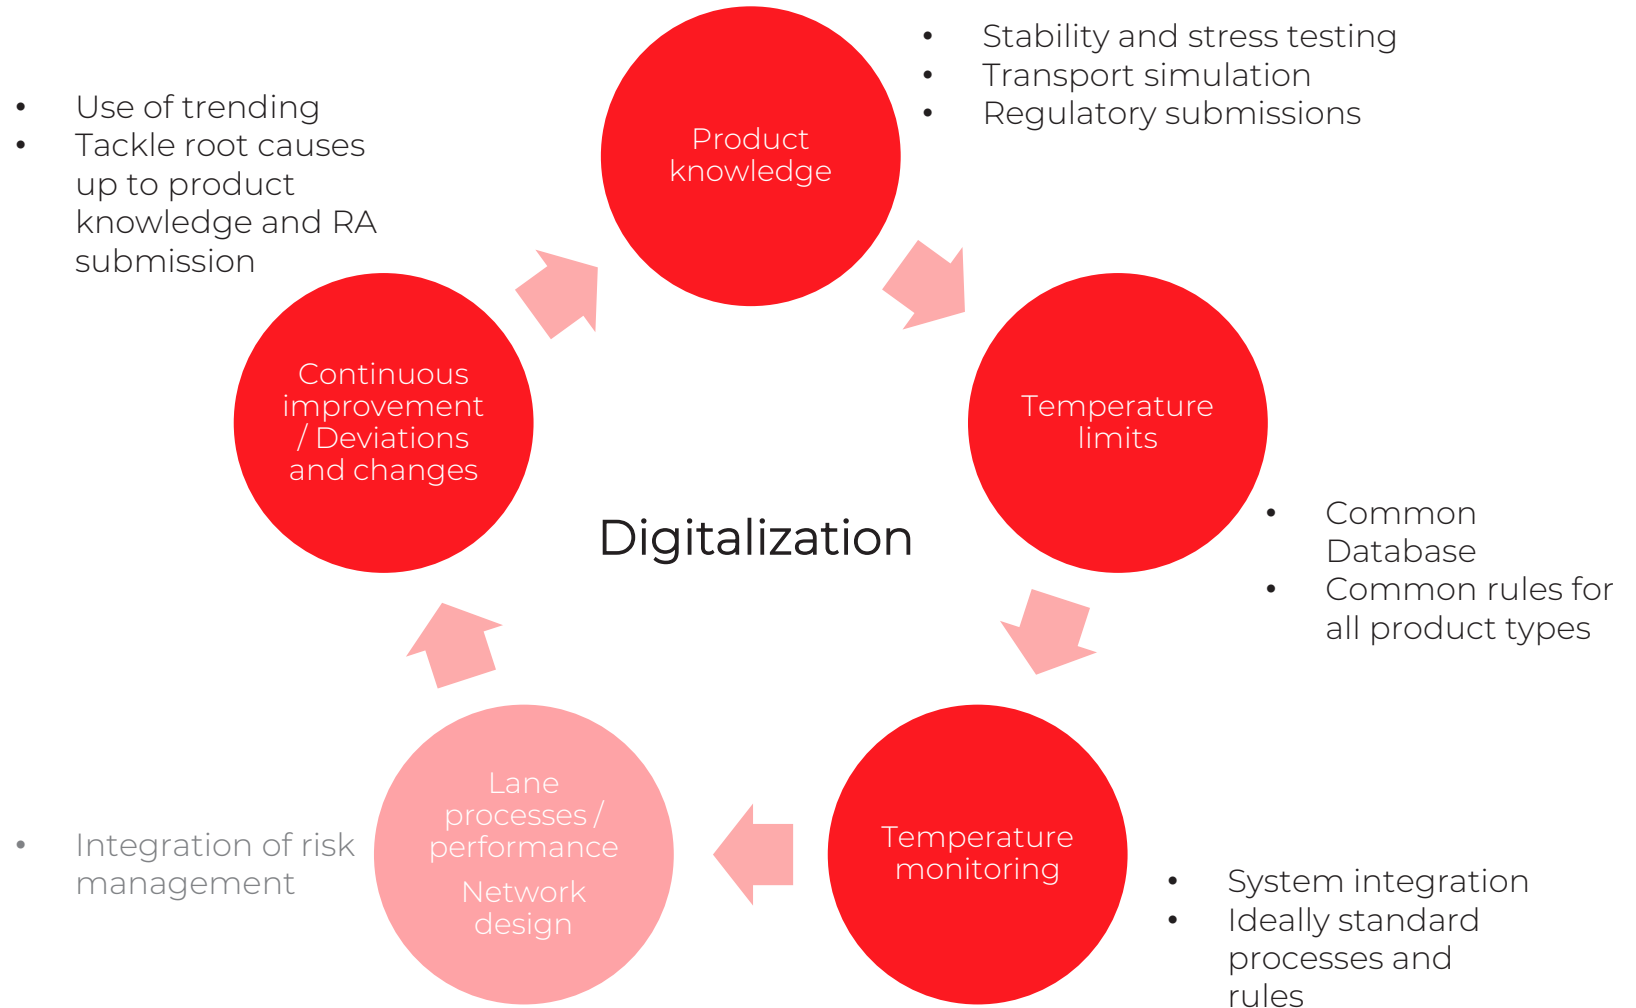 Product
knowledge
• Stability and stress testing
• Transport simulation
• Regulatory submissions
Temperature
limits
• Common
Database
• Common rules for
all product types
Temperature
monitoring
• System integration
• Ideally standard
processes and
rules
Lane
processes /
performance
Network
design
• Integration of risk
management
Continuous
improvement
/ Deviations
and changes
• Use of trending
• Tackle root causes
up to product
knowledge and RA
submission
Digitalization